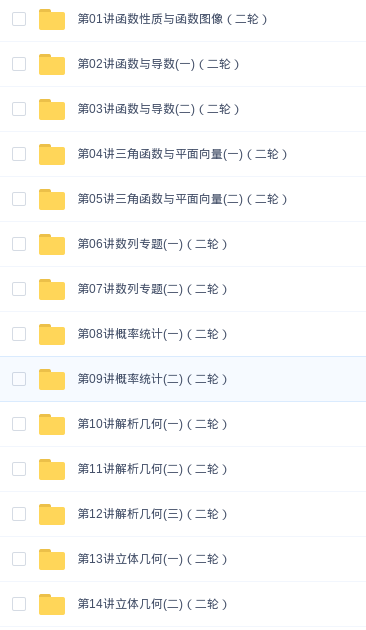 第01讲函数性质与函数图像（二轮）
第02讲函数与导数(一)（二轮）
第03讲函数与导数(二)（二轮）
第04讲三角函数与平面向量(一)（二轮）
第05讲三角函数与平面向量(二)（二轮）
第06讲数列专题(一)（二轮）
第07讲数列专题(二)（二轮）
第08讲概率统计(一)（二轮）
第09讲概率统计(二)（二轮）
第10讲解析几何(一)（二轮）
第11讲解析几何(二)（二轮）
第12讲解析几何(三)（二轮）
第13讲立体几何(一)（二轮）
第14讲立体几何(二)（二轮）